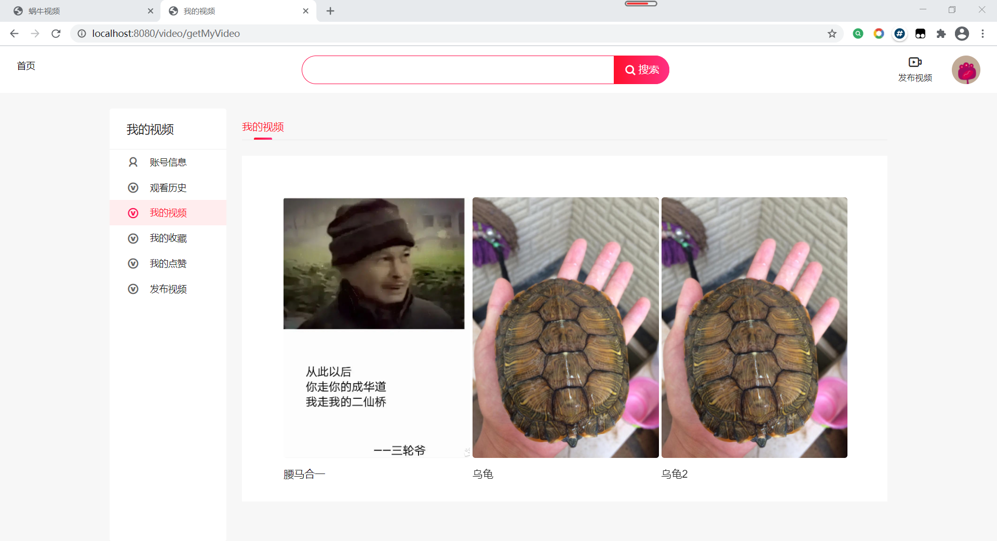 蜗牛视频
我的视频
localhost:8080/video/getMyVideo
首页
搜索
发布视频
我的视频
账号信息
观看历史
我的视频
我的收藏
我的点赞
发布视频
我的视频
从此以后
你走你的成华道
我走我的二仙桥
——三轮爷
腰马合一
乌龟
乌龟2